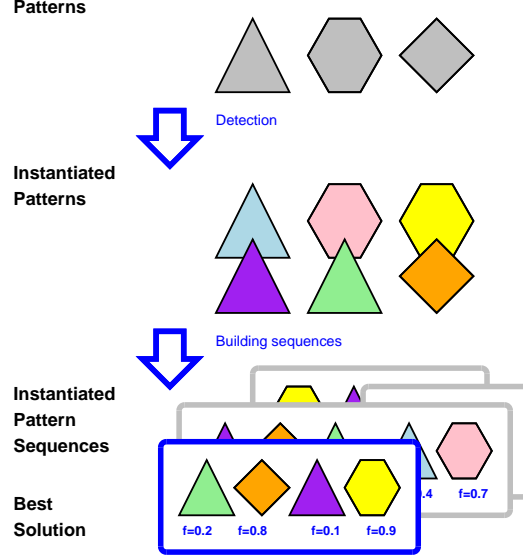 Patterns
Detection
Instantiated
Patterns
Building sequences
Instantiated
Pattern
Sequences
.4 f=0.7
Best
Solution
f=0.2 f=0.8 f=0.1 f=0.9